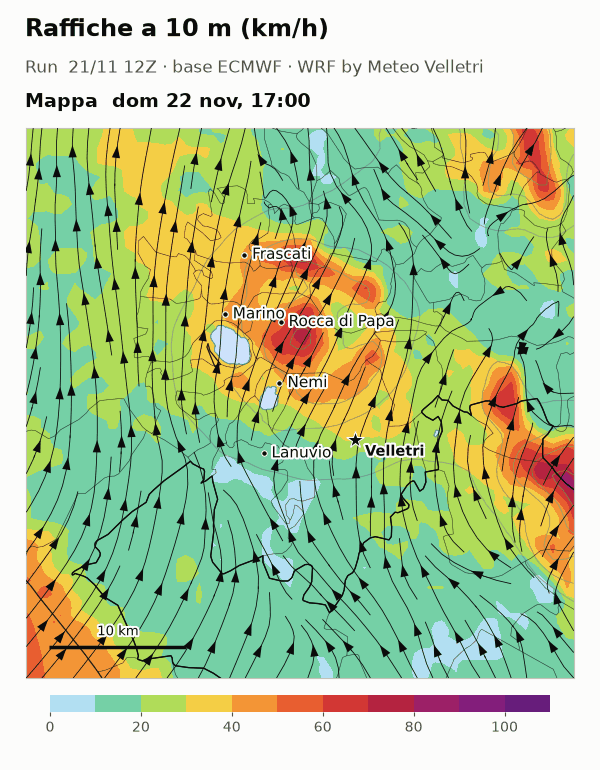 Raffiche a 10 m (km/h)
Run  21/11 12Z · base ECMWF · WRF by Meteo Velletri
Mappa  dom 22 nov, 17:00
Frascati
Marino
Rocca di Papa
Nemi
Velletri
Lanuvio
10 km
0 20 40 60 80 100